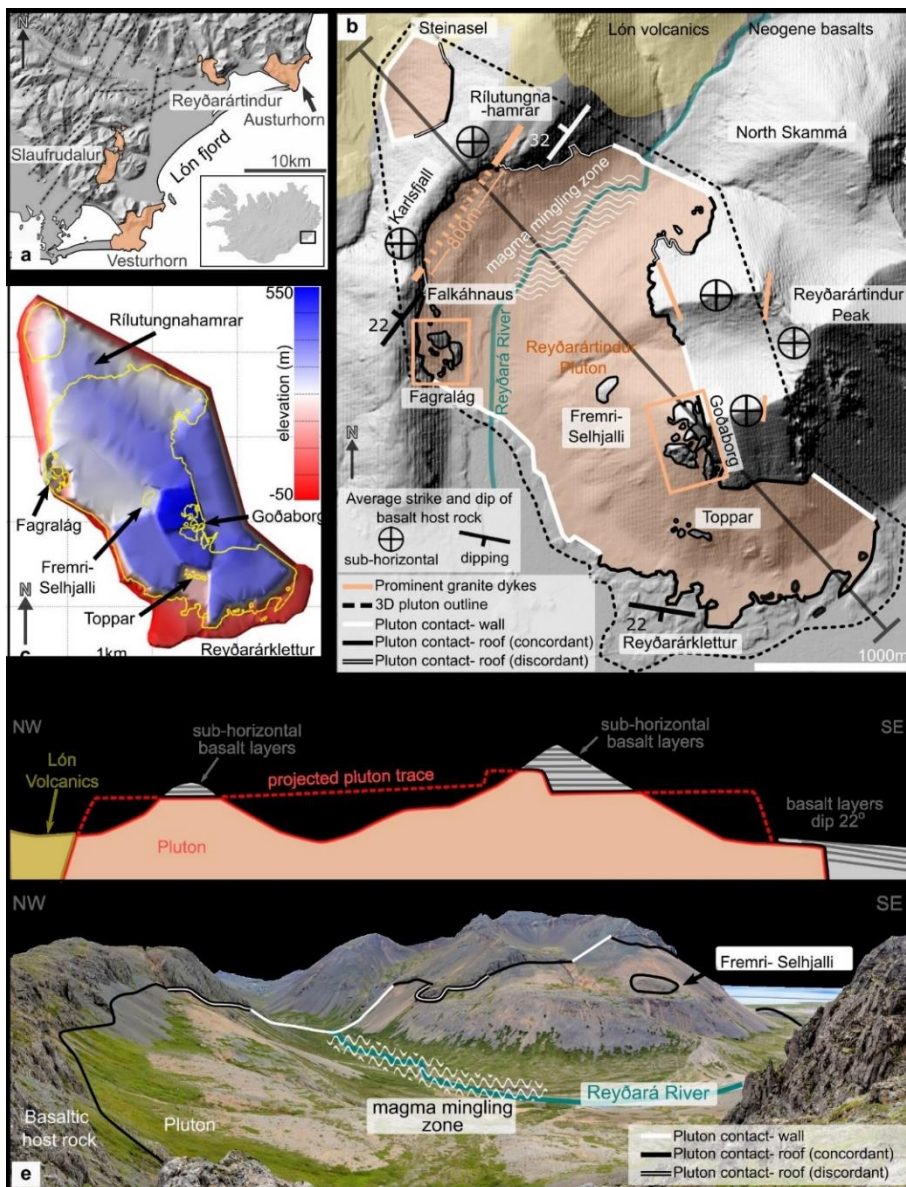 N
Reyðarártindur
Austurhorn
Slaufrudalur
Lón fjord
10km
Vesturhorn
a
b
Steinasel
Lón volcanics
Neogene basalts
Rílutungna
-hamrar
32
North Skammá
Karlsfjall
800m
magma mingling zone
Falkáhnaus
22
Reyðarártindur
Peak
Reyðará River
Reyðarártindur
Pluton
Fagralág
Fremri-
Selhjalli
Goðaborg
N
Toppar
Average strike and dip of
basalt host rock
sub-horizontal
dipping
22
Reyðarárklettur
Prominent granite dykes
3D pluton outline
Pluton contact- wall
Pluton contact- roof (concordant)
Pluton contact- roof (discordant)
1000m
550
elevation (m)
-50
Rílutungnahamrar
Fagralág
Goðaborg
Fremri-
Selhjalli
Toppar
N
c
1km
Reyðarárklettur
NW
SE
sub-horizontal
basalt layers
sub-horizontal
basalt layers
Lón
Volcanics
projected pluton trace
basalt layers
dip 22°
Pluton
NW
SE
Fremri- Selhjalli
Reyðará River
magma mingling
zone
Basaltic
host rock
Pluton
e
Pluton contact- wall
Pluton contact- roof (concordant)
Pluton contact- roof (discordant)